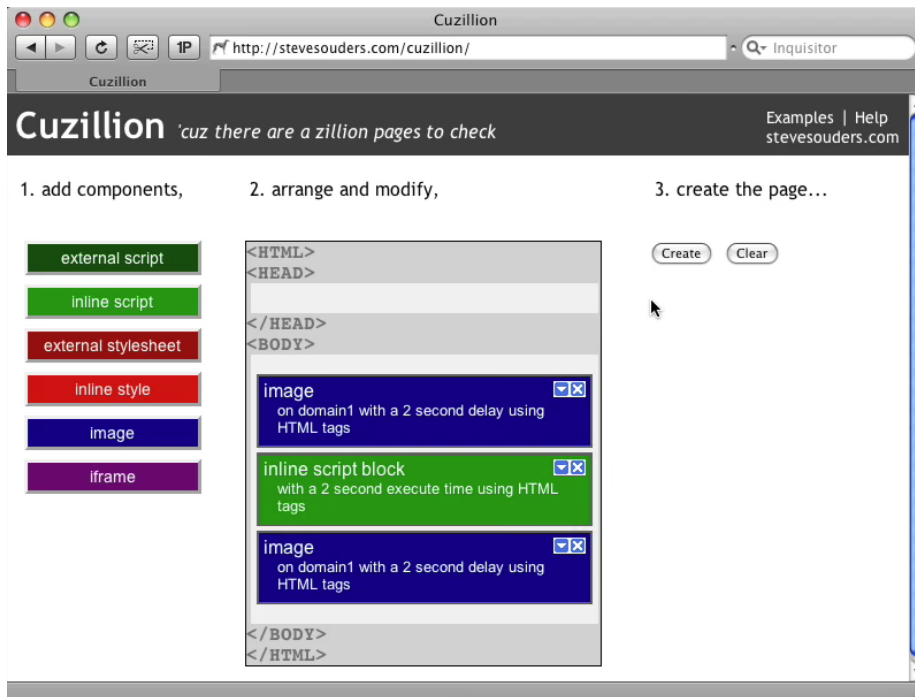 Cuzillion
1P
http://stevesouders.com/cuzillion/
Inquisitor
Cuzillion
Cuzillion 'cuz there are a zillion pages to check
Examples | Help
stevesouders.com
1. add components,
2. arrange and modify,
3. create the page...
external script
inline script
external stylesheet
inline style
image
iframe
<HTML>
<HEAD>
</HEAD>
<BODY>
image
on domain1 with a 2 second delay using
HTML tags
inline script block
with a 2 second execute time using HTML
tags
image
on domain1 with a 2 second delay using
HTML tags
</BODY>
</HTML>
Create
Clear